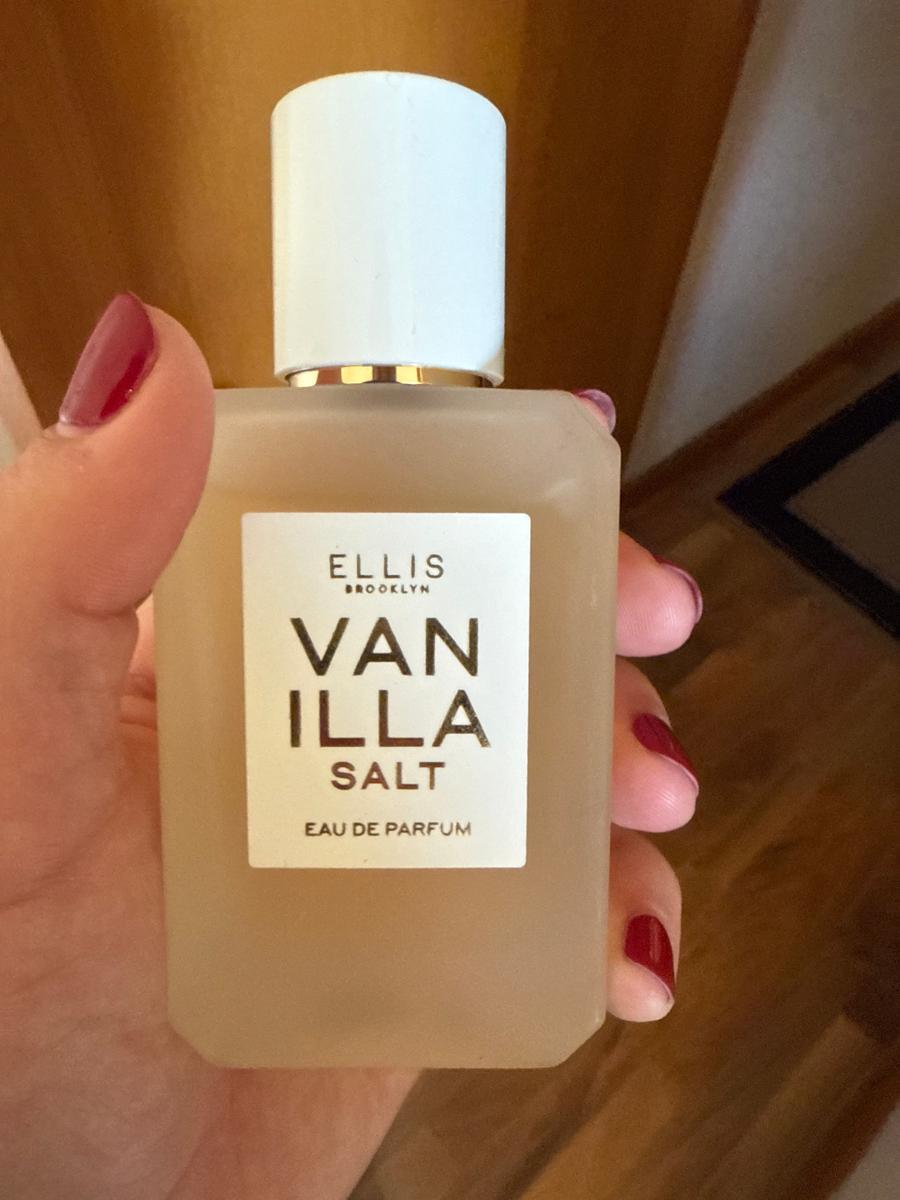 ELLIS
BROOKLYN
VAN
ILLA
SALT
EAU DE PARFUM